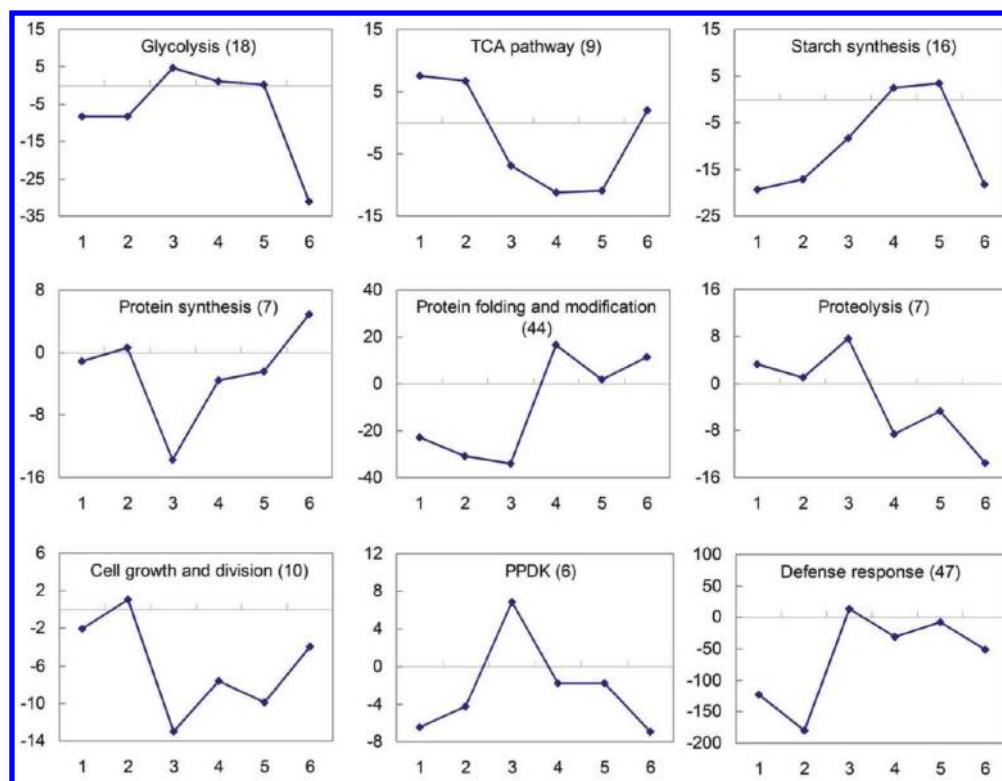 Glycolysis (18)
15
5
-5
-15
-25
-35
1 2 3 4 5 6
TCA pathway (9)
15
5
-5
-15
1 2 3 4 5 6
Starch synthesis (16)
15
5
-5
-15
-25
1 2 3 4 5 6
Protein synthesis (7)
8
0
-8
-16
1 2 3 4 5 6
Protein folding and modification
(44)
40
20
0
-20
-40
1 2 3 4 5 6
Proteolysis (7)
16
8
0
-8
-16
1 2 3 4 5 6
Cell growth and division (10)
6
2
-2
-6
-10
-14
1 2 3 4 5 6
PPDK (6)
12
8
4
0
-4
-8
1 2 3 4 5 6
Defense response (47)
100
50
0
-50
-100
-150
-200
1 2 3 4 5 6